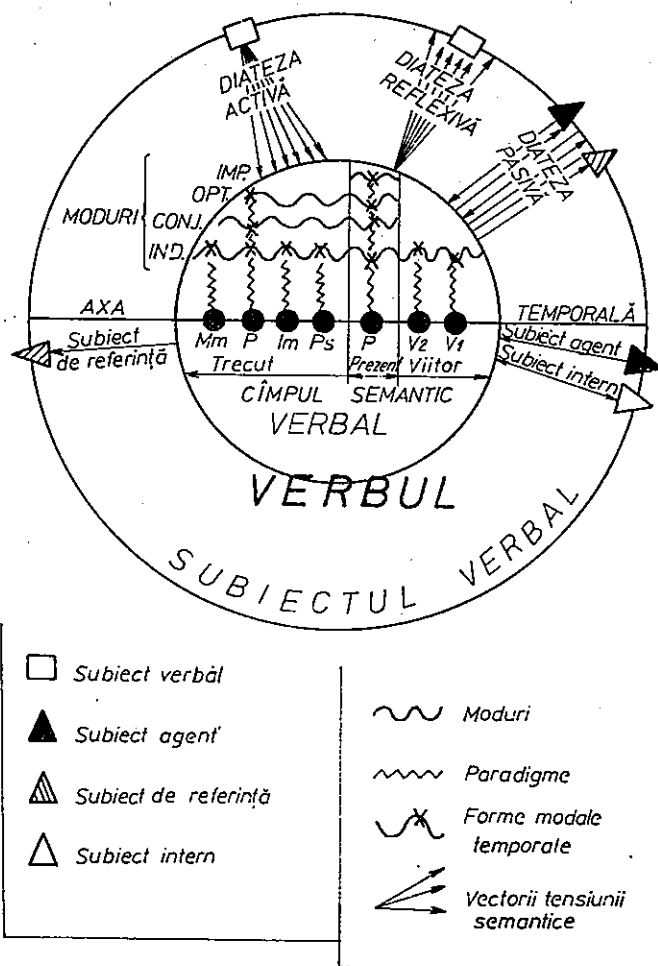 DIATEZA
ACTIVĂ
DIATEZA
REFLEXIVĂ
DIATEZA
PASIVĂ
MODURI
IMP.
OPT.
CONJ.
IND.
AXA
TEMPORALĂ
Subiect
de referință
Subiect agent
Subiect intern
Mm P Im Ps P V2 V1
Trecut Prezent Viitor
CÎMPUL SEMANTIC
VERBAL
VERBUL
SUBIECTUL VERBAL
Subiect verbal
Subiect agent
Subiect de referință
Subiect intern
Moduri
Paradigme
Forme modale
temporale
Vectorii tensiunii
semantice